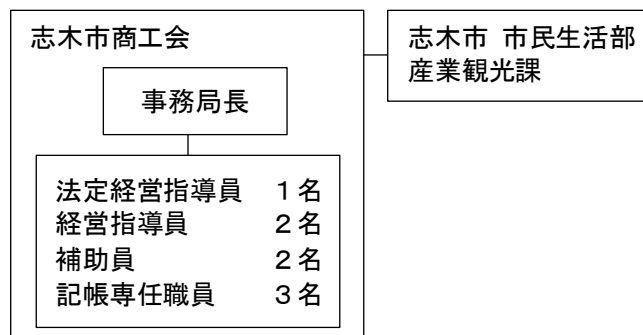 志木市商工会
志木市 市民生活部
産業観光課
事務局長
法定経営指導員 １名
経営指導員 ２名
補助員 ２名
記帳専任職員 ３名